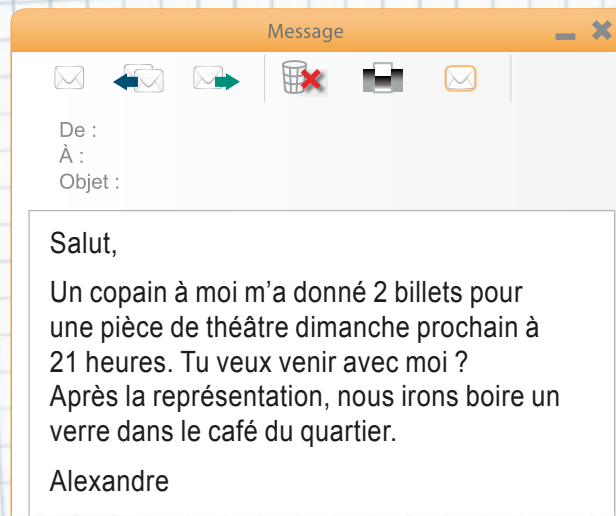 Message
De :
À :
Objet :
Salut,
Un copain à moi m'a donné 2 billets pour
une pièce de théâtre dimanche prochain à
21 heures. Tu veux venir avec moi ?
Après la représentation, nous irons boire un
verre dans le café du quartier.
Alexandre